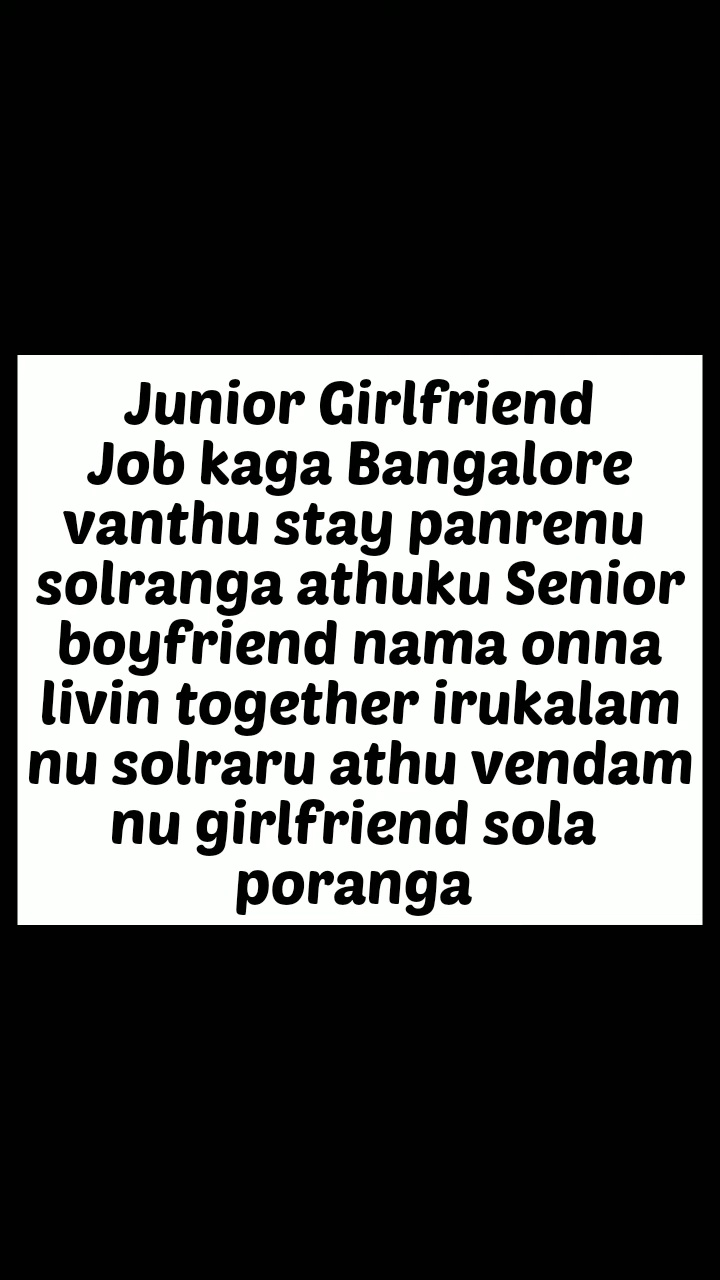 Junior Girlfriend
Job kaga Bangalore
vanthu stay panrenu
solranga athuku Senior
boyfriend nama onna
livin together irukalam
nu solraru athu vendam
nu girlfriend sola
poranga